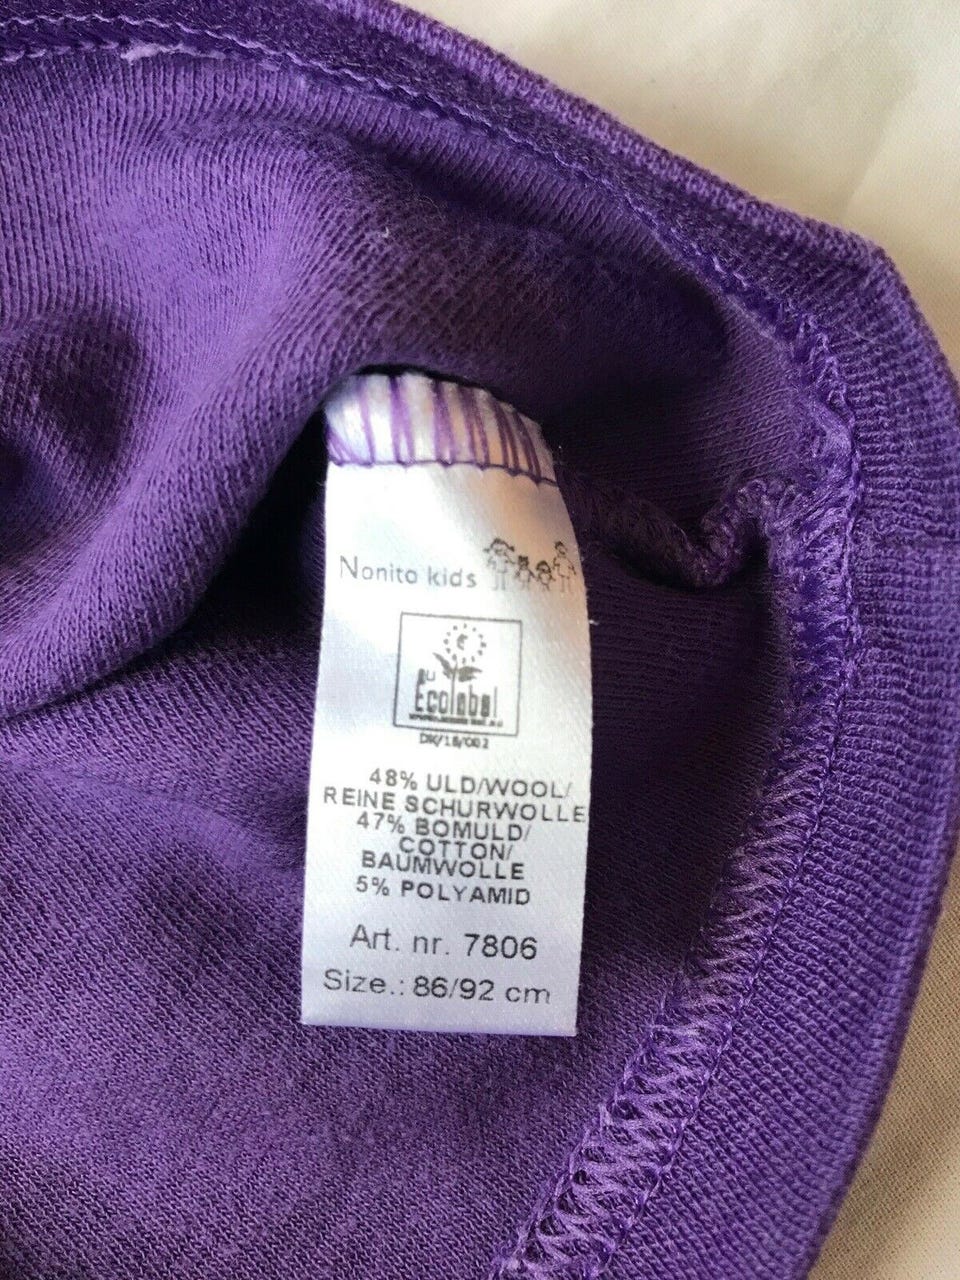 Nonito kids
EU
Ecolabel
DK/16/002
48% ULD/WOOL/
REINE SCHURWOLLE
47% BOMULD/
COTTON/
BAUMWOLLE
5% POLYAMID
Art. nr. 7806
Size.: 86/92 cm